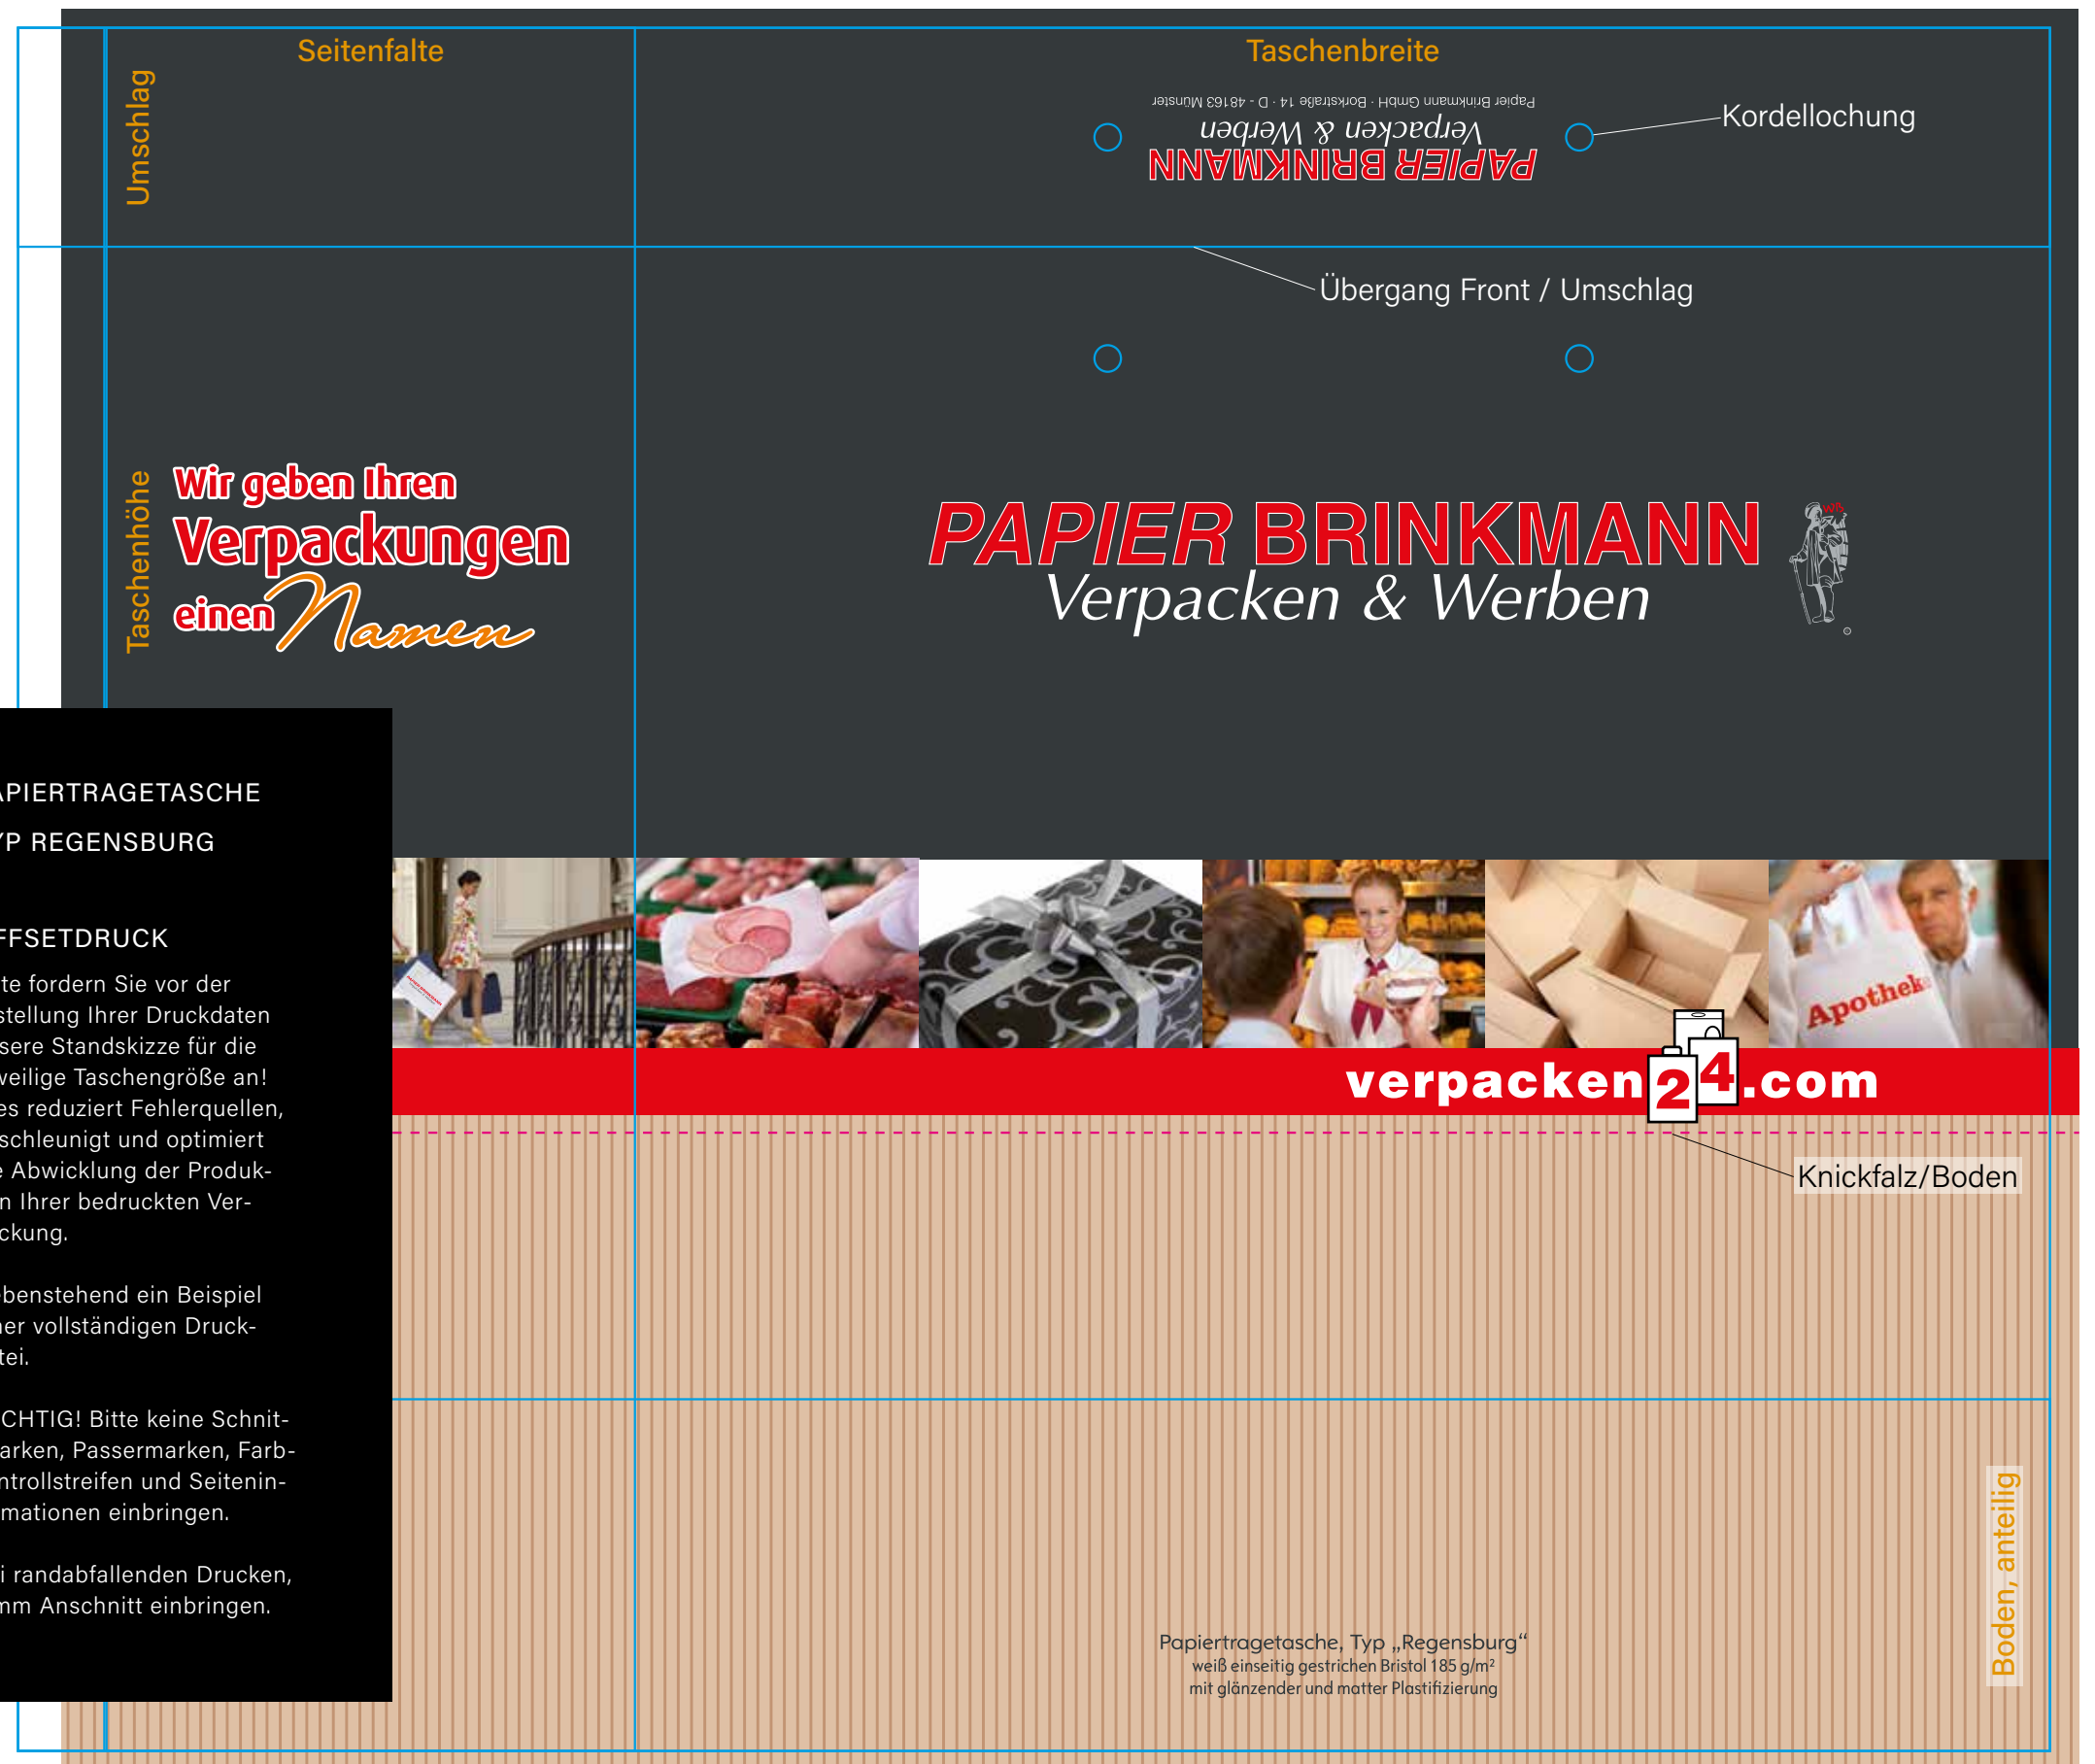 Seitenfalte
Taschenbreite
Umschlag
Papier Brinkmann GmbH · Borkstraße 14 · D - 48163 Münster
Verpacken & Werben
PAPIER BRINKMANN
Kordellochung
Übergang Front / Umschlag
Taschenhöhe
Wir geben Ihren
Verpackungen
einen Namen
PAPIER BRINKMANN
Verpacken & Werben
APIERTRAGETASCHE
YP REGENSBURG
FFSETDRUCK
te fordern Sie vor der
stellung Ihrer Druckdaten
sere Standskizze für die
weilige Taschengröße an!
es reduziert Fehlerquellen,
schleunigt und optimiert
e Abwicklung der Produk-
n Ihrer bedruckten Ver-
ckung.
ebenstehend ein Beispiel
ner vollständigen Druck-
tei.
CHTIG! Bitte keine Schnit-
arken, Passermarken, Farb-
ntrollstreifen und Seitenin-
mationen einbringen.
i randabfallenden Drucken,
mm Anschnitt einbringen.
PAPIER BRINKMANN
Apothek
verpacken24.com
Knickfalz/Boden
Boden, anteilig
Papiertragetasche, Typ „Regensburg“
weiß einseitig gestrichen Bristol 185 g/m²
mit glänzender und matter Plastifizierung